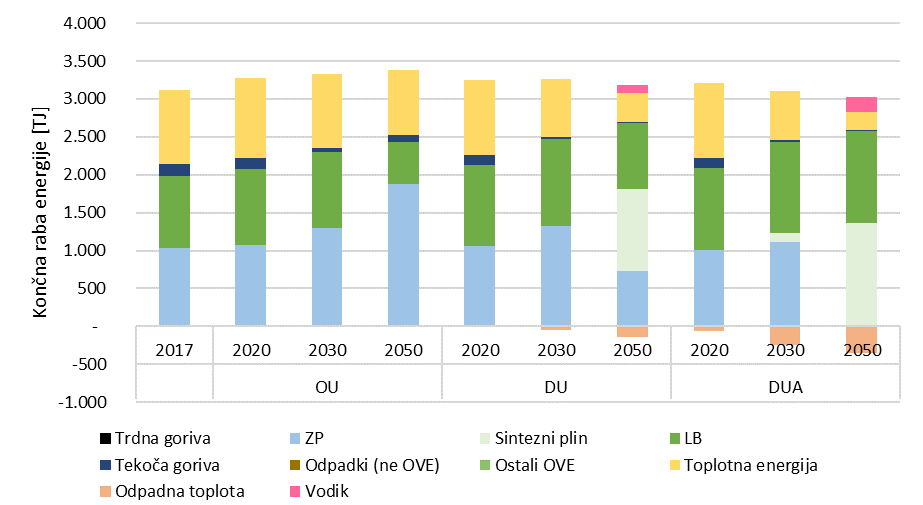 4.000
3.500
3.000
2.500
2.000
1.500
1.000
500
-
-500
-1.000
Končna raba energije [TJ]
2017 2020 2030 2050 2020 2030 2050 2020 2030 2050
OU DU DUA
Trdna goriva ZP Sintezni plin LB
Tekoča goriva Odpadki (ne OVE) Ostali OVE Toplotna energija
Odpadna toplota Vodik